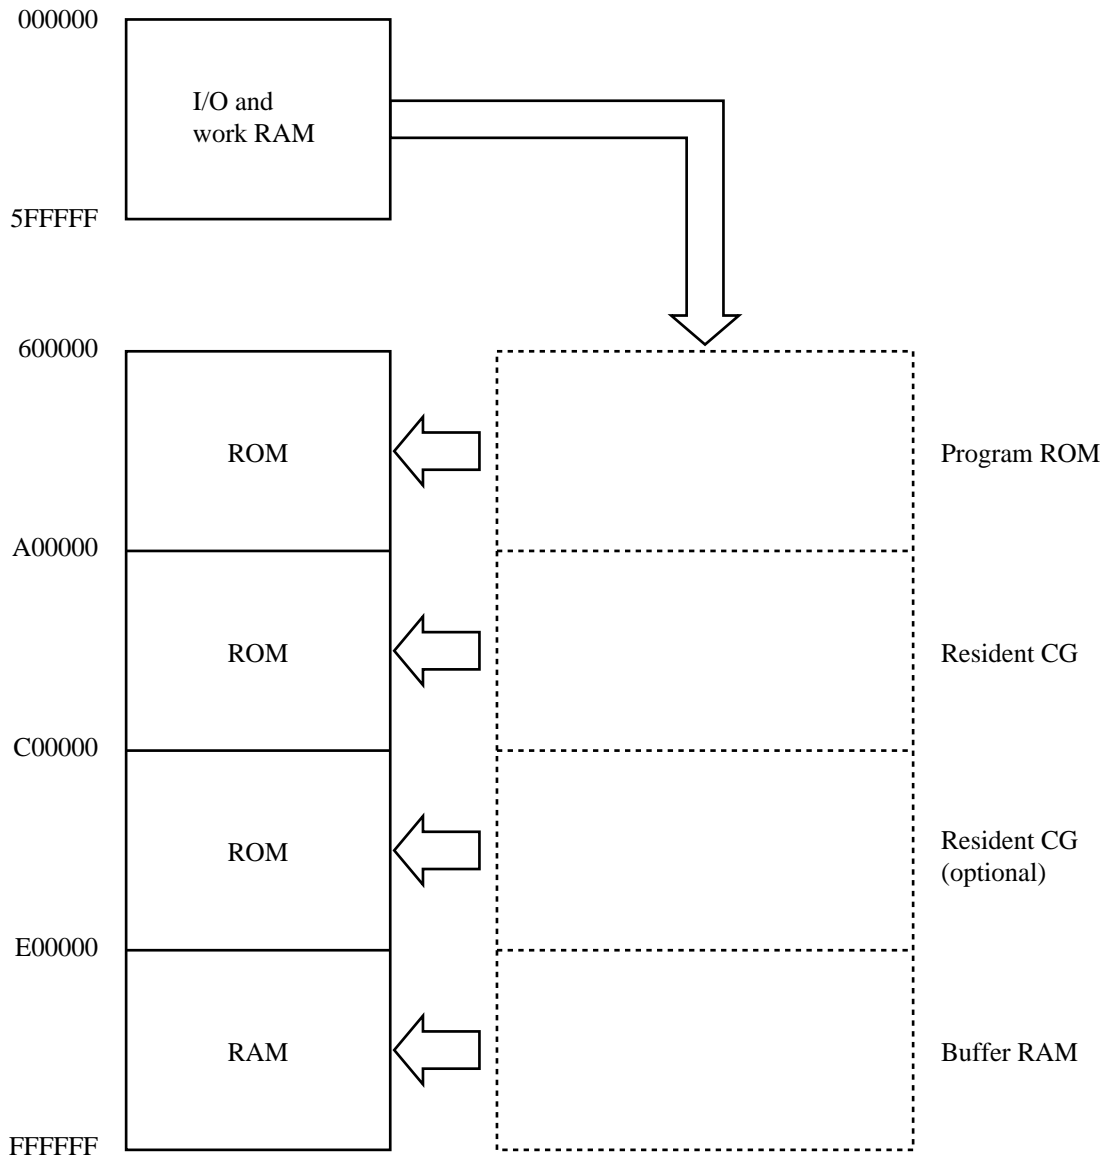 000000
I/O and
work RAM
5FFFFF
600000
ROM
Program ROM
A00000
ROM
Resident CG
C00000
ROM
Resident CG
(optional)
E00000
RAM
Buffer RAM
FFFFFF